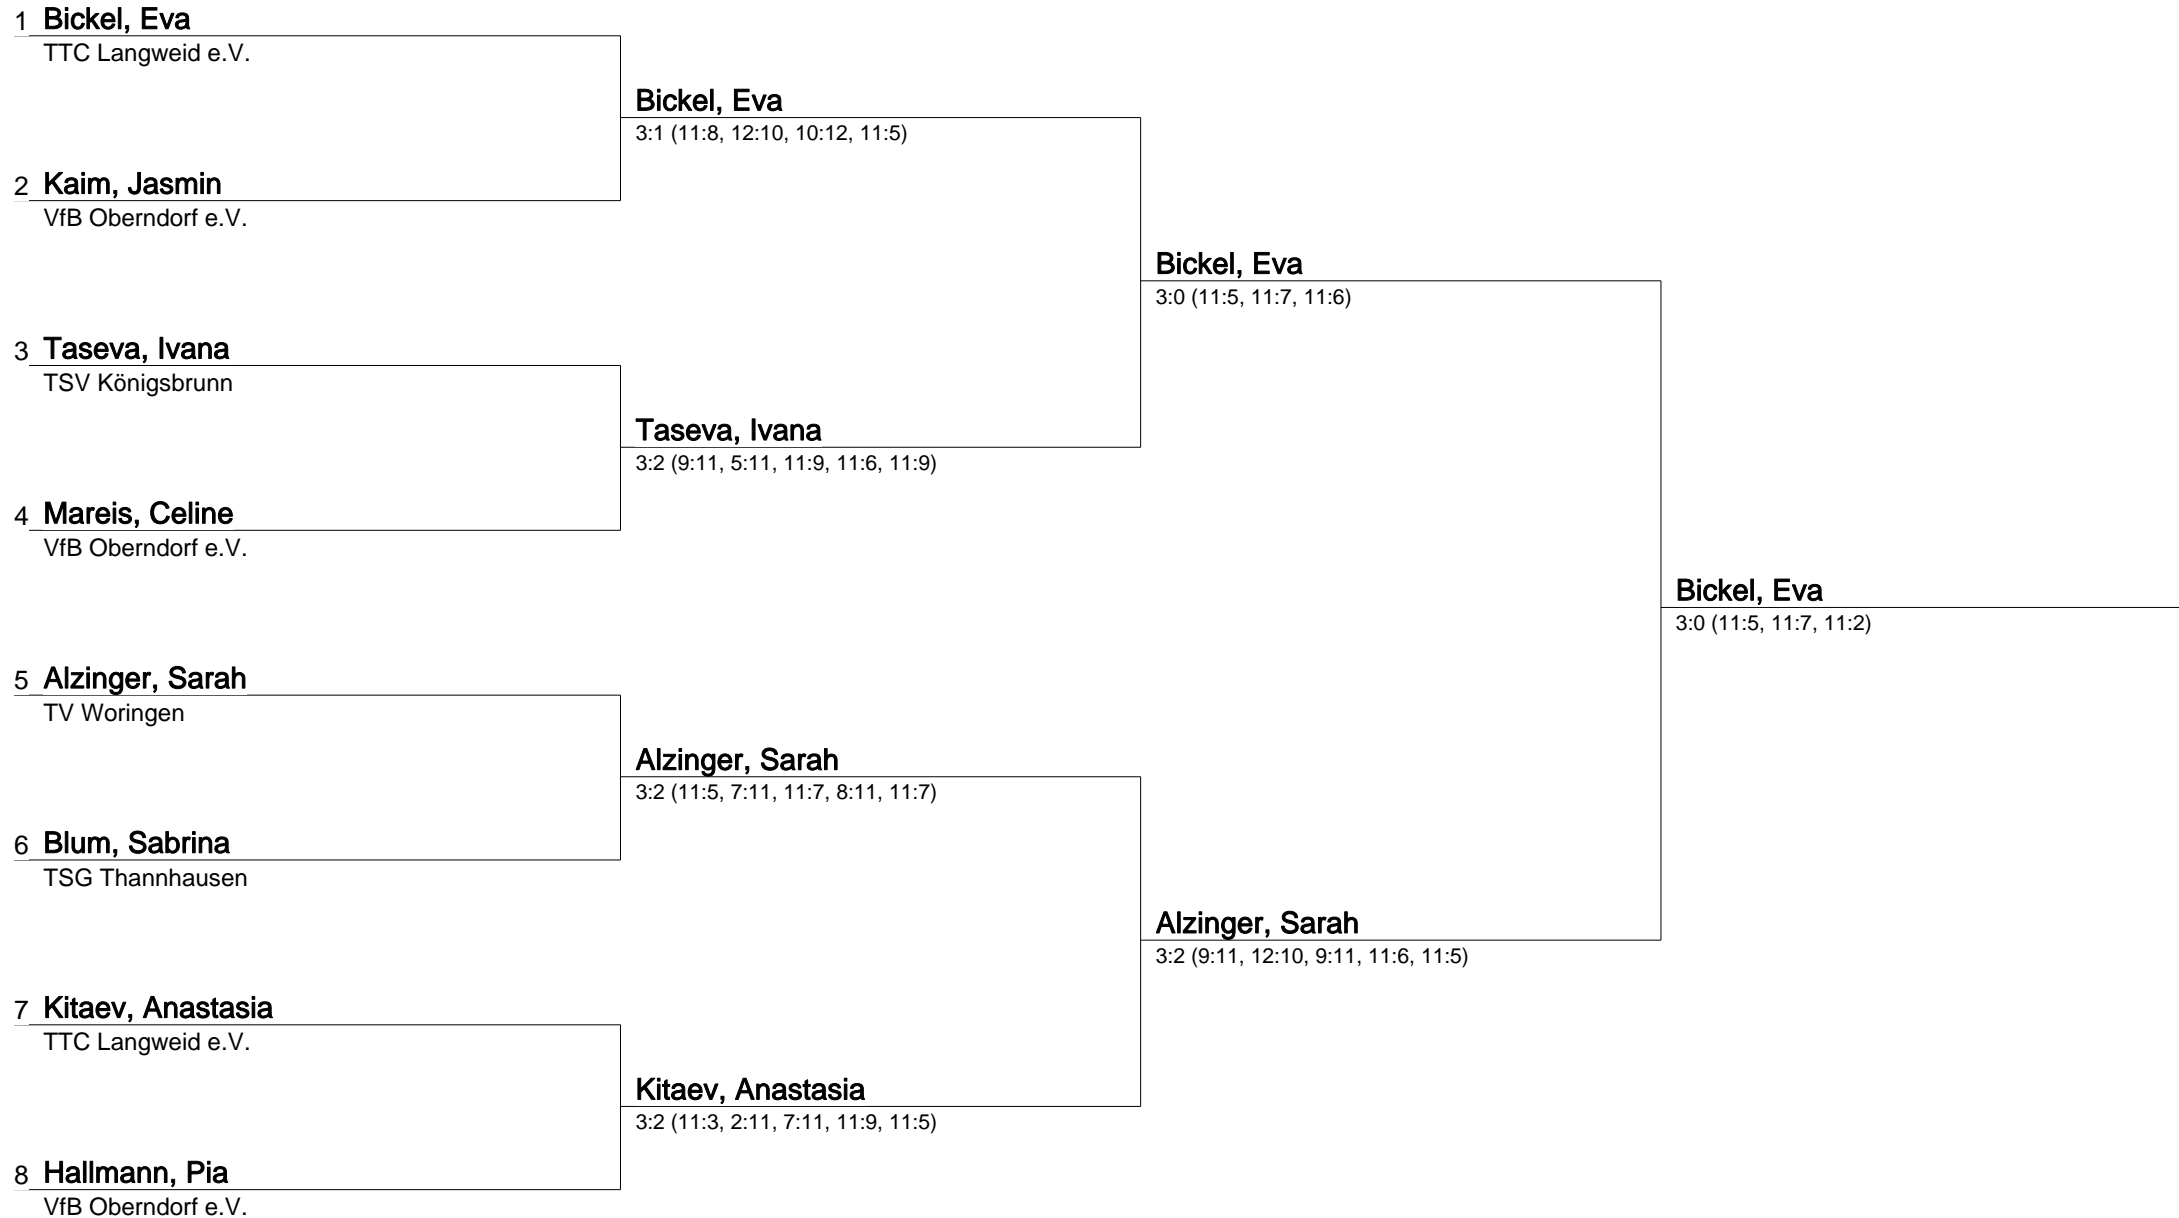 1 Bickel, Eva
TTC Langweid e.V.
Bickel, Eva
3:1 (11:8, 12:10, 10:12, 11:5)
2 Kaim, Jasmin
VfB Oberndorf e.V.
Bickel, Eva
3:0 (11:5, 11:7, 11:6)
3 Taseva, Ivana
TSV Königsbrunn
Taseva, Ivana
3:2 (9:11, 5:11, 11:9, 11:6, 11:9)
4 Mareis, Celine
VfB Oberndorf e.V.
Bickel, Eva
3:0 (11:5, 11:7, 11:2)
5 Alzinger, Sarah
TV Woringen
Alzinger, Sarah
3:2 (11:5, 7:11, 11:7, 8:11, 11:7)
6 Blum, Sabrina
TSG Thannhausen
Alzinger, Sarah
3:2 (9:11, 12:10, 9:11, 11:6, 11:5)
7 Kitaev, Anastasia
TTC Langweid e.V.
Kitaev, Anastasia
3:2 (11:3, 2:11, 7:11, 11:9, 11:5)
8 Hallmann, Pia
VfB Oberndorf e.V.